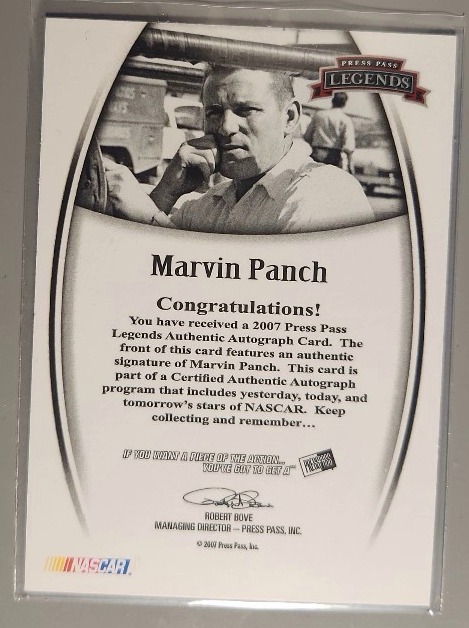 PRESS PASS
LEGENDS
Marvin Panch
Congratulations!
You have received a 2007 Press Pass
Legends Authentic Autograph Card. The
front of this card features an authentic
signature of Marvin Panch. This card is
part of a Certified Authentic Autograph
program that includes yesterday, today, and
tomorrow's stars of NASCAR. Keep
collecting and remember...
IF YOU WANT A PIECE OF THE ACTION...
YOU'VE GOT TO GET A
PRESS PASS
ROBERT BOVE
MANAGING DIRECTOR – PRESS PASS, INC.
© 2007 Press Pass, Inc.
NASCAR